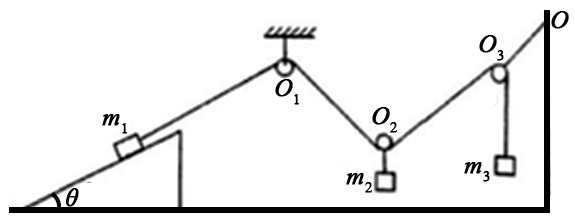 O
O₃
O₁
m₁
O₂
m₂
m₃
θ